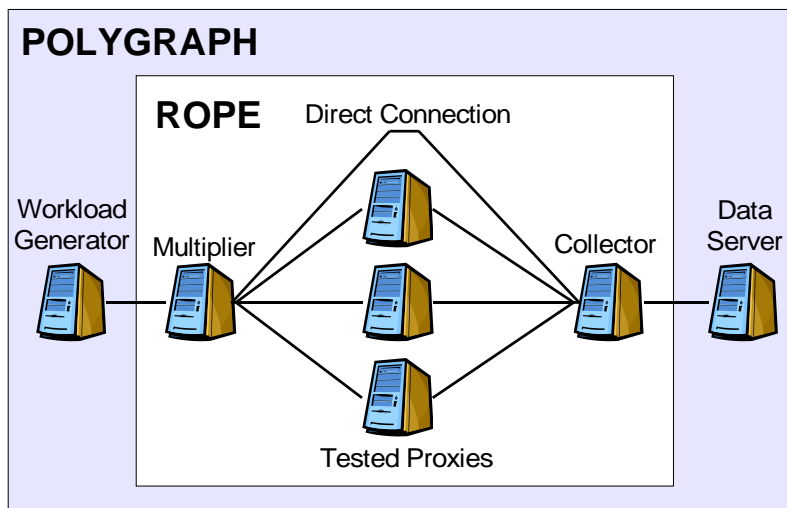 POLYGRAPH
ROPE
Direct Connection
Workload
Generator
Multiplier
Collector
Data
Server
Tested Proxies